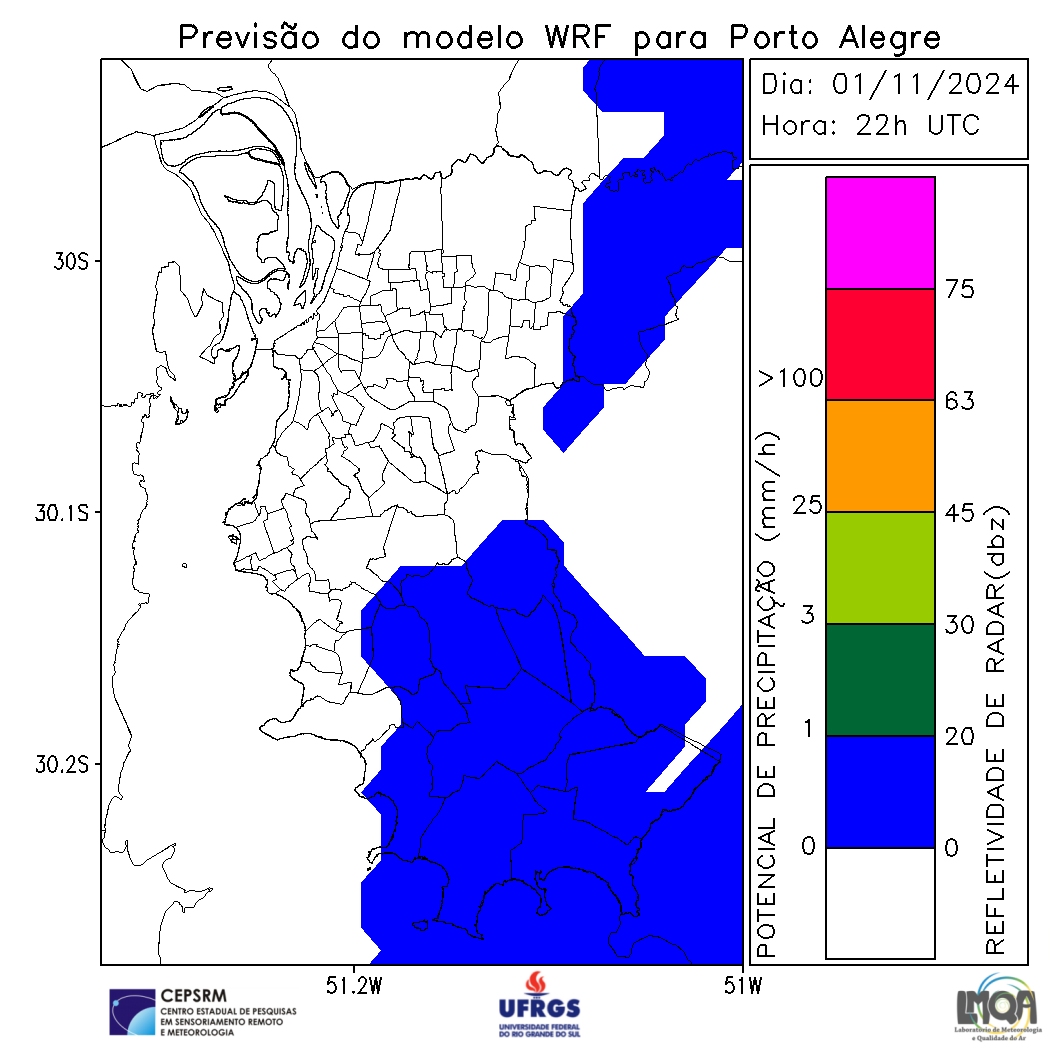 Previsão do modelo WRF para Porto Alegre
Dia: 01/11/2024
Hora: 22h UTC
30S
30.1S
30.2S
51.2W
51W
POTENCIAL DE PRECIPITAÇÃO (mm/h)
>100
25
3
1
0
75
63
45
30
20
0
REFLETIVIDADE DE RADAR(dbz)
CEPSRM
CENTRO ESTADUAL DE PESQUISAS
EM SENSORIAMENTO REMOTO
E METEOROLOGIA
UFRGS
UNIVERSIDADE FEDERAL
DO RIO GRANDE DO SUL
LMQA
Laboratório de Meteorologia
e Qualidade do Ar